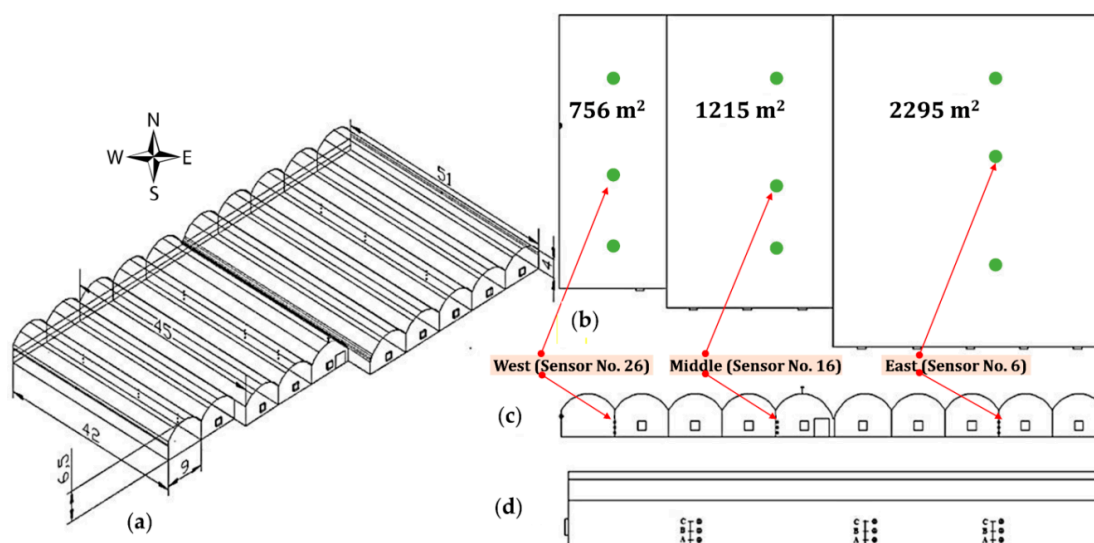 N
W E
S
51
4
45
42
6.5
9
(a)
756 m²
1215 m²
2295 m²
(b)
West (Sensor No. 26)
Middle (Sensor No. 16)
East (Sensor No. 6)
(c)
(d)
C C C
B B B
A A A